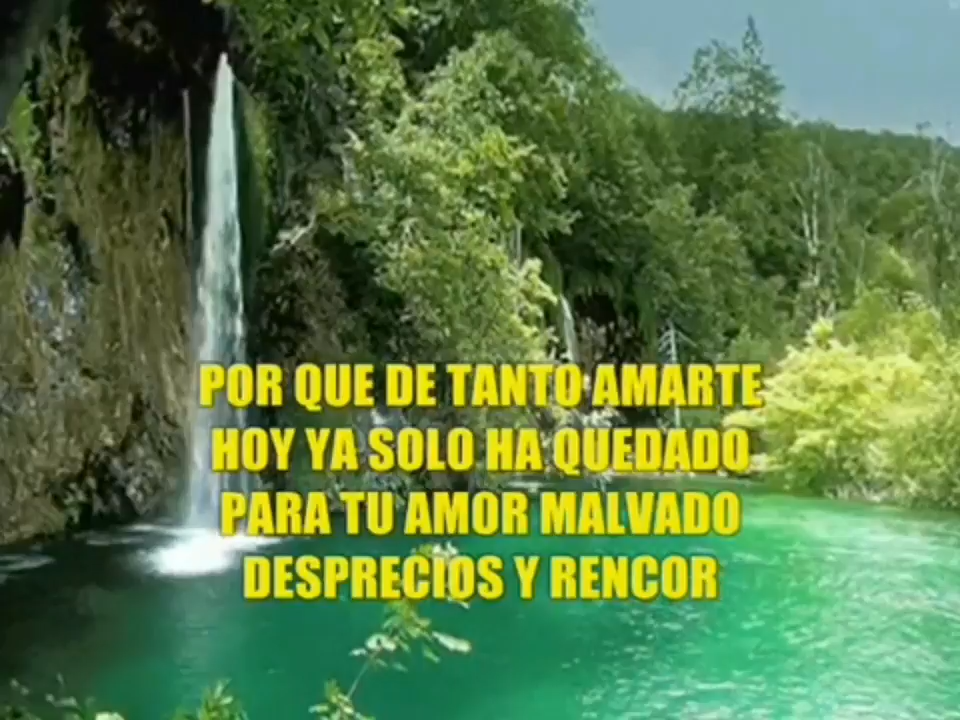 POR QUE DE TANTO AMARTE
HOY YA SOLO HA QUEDADO
PARA TU AMOR MALVADO
DESPRECIOS Y RENCOR